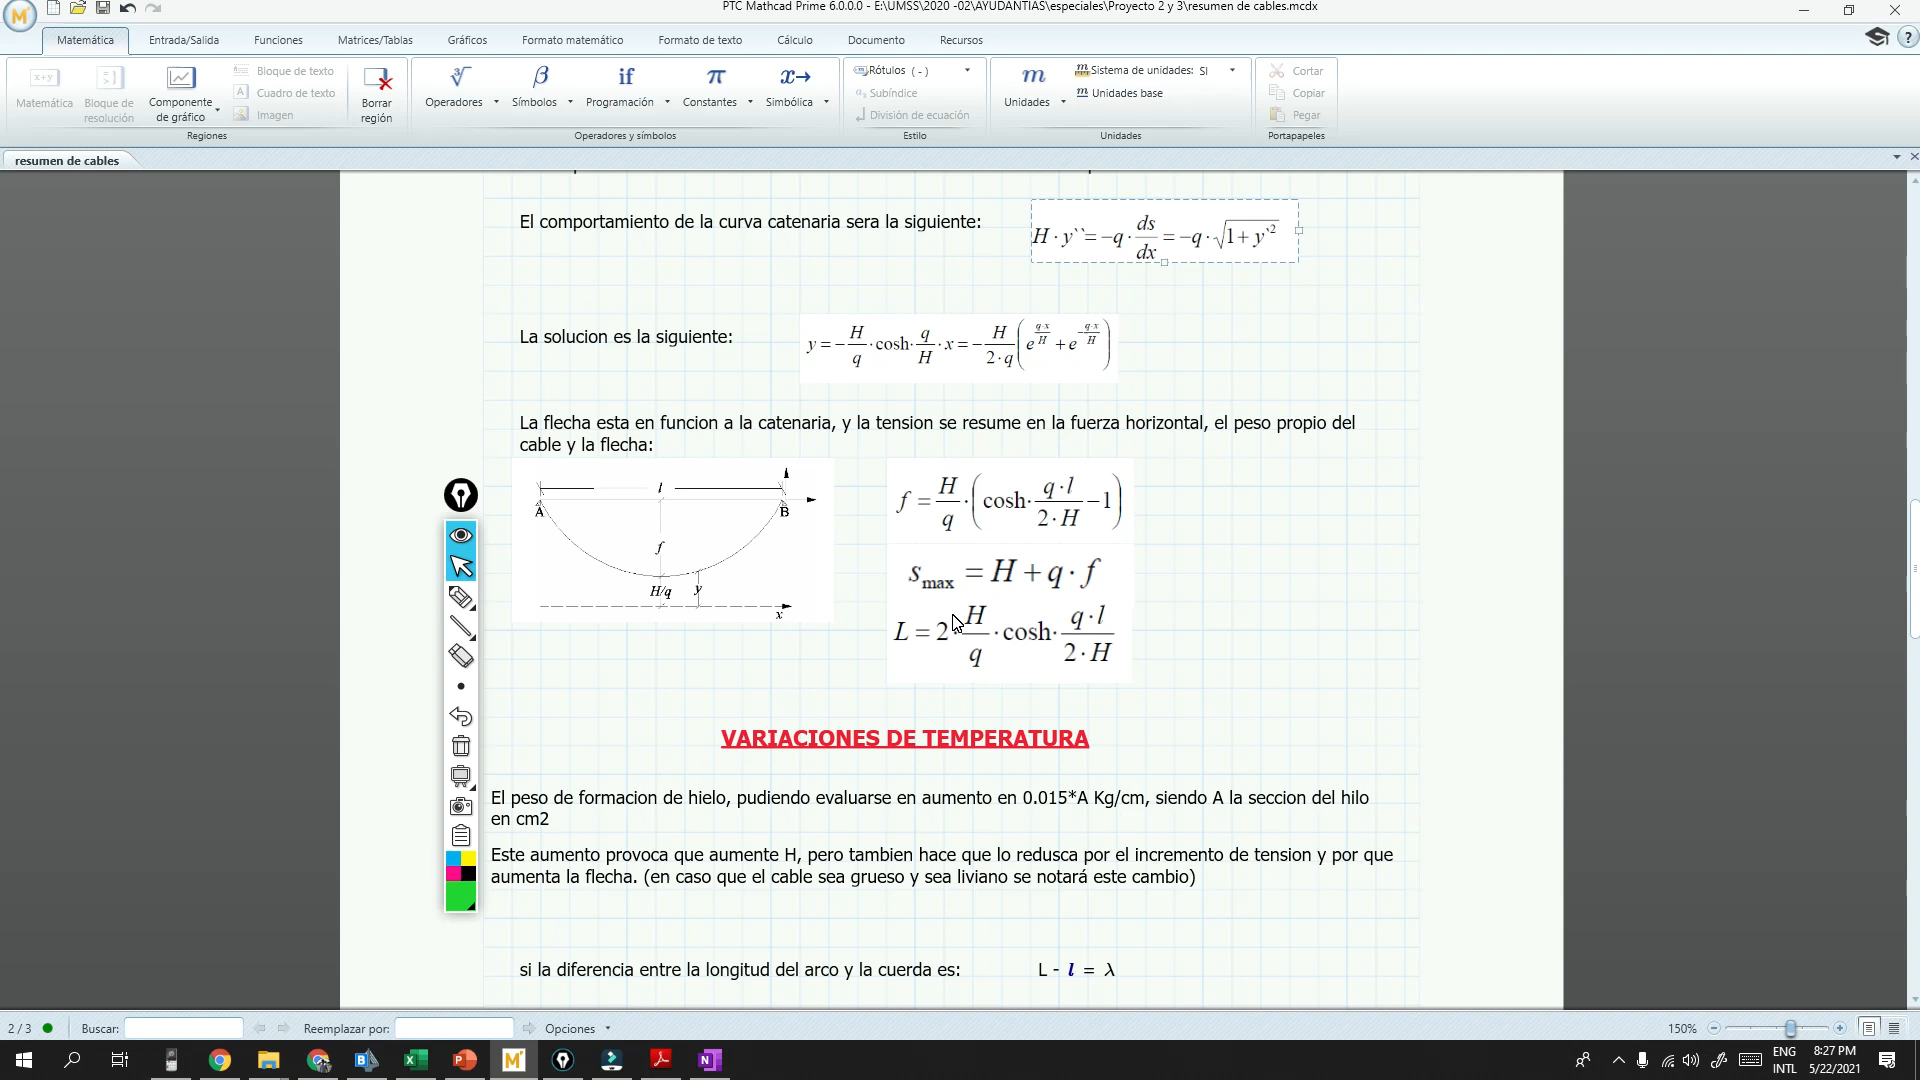 PTC Mathcad Prime 6.0.0.0 - E:\UMSS\2020 -02\AYUDANTIAS\especiales\Proyecto 2 y 3\resumen de cables.mcdx
Matemática Entrada/Salida Funciones Matrices/Tablas Gráficos Formato matemático Formato de texto Cálculo Documento Recursos
x+y Matemática
Bloque de resolución
Componente de gráfico
Bloque de texto
Cuadro de texto
Imagen
Borrar región
Regiones
Operadores
β Símbolos
if Programación
π Constantes
x→ Simbólica
Operadores y símbolos
Rótulos ( - )
Subíndice
División de ecuación
Estilo
m Unidades
Sistema de unidades: SI
Unidades base
Unidades
Cortar
Copiar
Pegar
Portapapeles
resumen de cables
El comportamiento de la curva catenaria sera la siguiente: H · y``= −q · ds/dx = −q · √(1 + y`²)
La solucion es la siguiente: y = − H/q · cosh · q/H · x = − H/(2·q) (e^(q·x/H) + e^(−q·x/H))
La flecha esta en funcion a la catenaria, y la tension se resume en la fuerza horizontal, el peso propio del
cable y la flecha:
l
A B
f
H/q y
x
f = H/q · (cosh · q·l/(2·H) − 1)
s max = H + q · f
L = 2 · H/q · cosh · q·l/(2·H)
VARIACIONES DE TEMPERATURA
El peso de formacion de hielo, pudiendo evaluarse en aumento en 0.015*A Kg/cm, siendo A la seccion del hilo
en cm2
Este aumento provoca que aumente H, pero tambien hace que lo redusca por el incremento de tension y por que
aumenta la flecha. (en caso que el cable sea grueso y sea liviano se notará este cambio)
si la diferencia entre la longitud del arco y la cuerda es: L - l = λ
2 / 3 Buscar: Reemplazar por: Opciones 150%
ENG
INTL
8:27 PM
5/22/2021